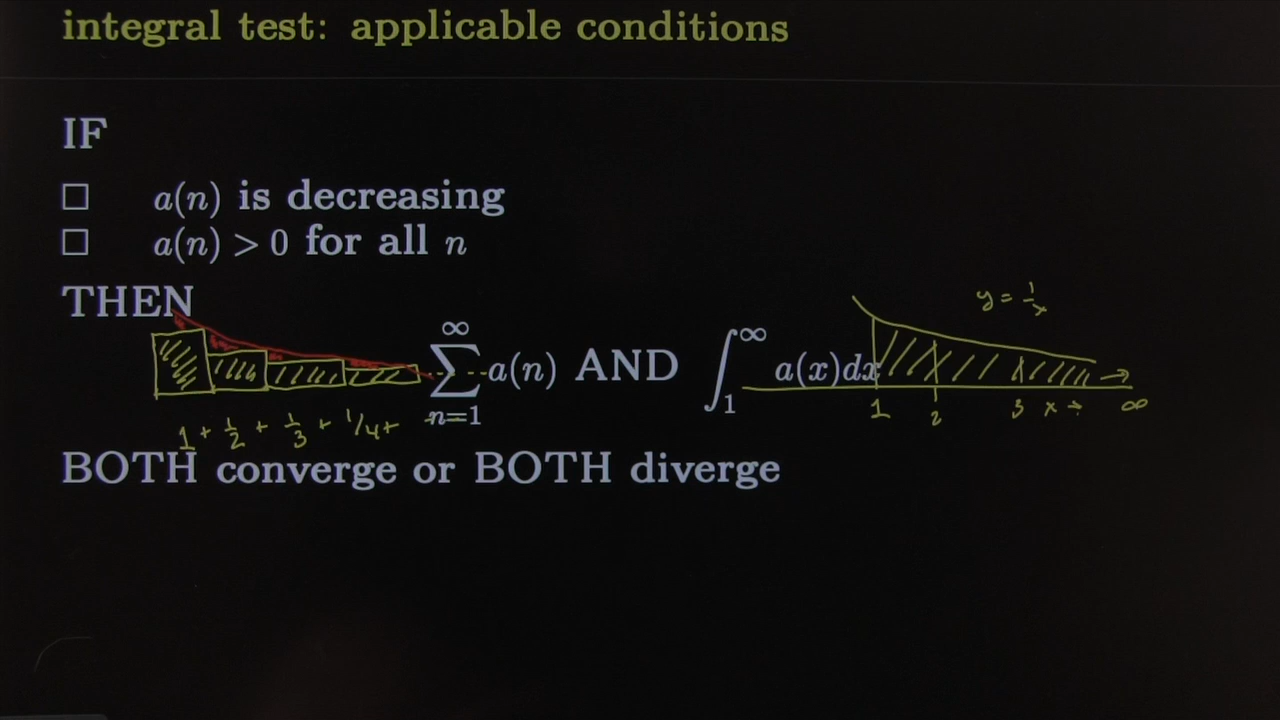 integral test: applicable conditions
IF
☐ a(n) is decreasing
☐ a(n) > 0 for all n
THEN
y = 1/x
∞ ∑ n=1 a(n) AND ∫ 1 ∞ a(x)dx
1 2 3 x → ∞
1 + 1/2 + 1/3 + 1/4 +
BOTH converge or BOTH diverge